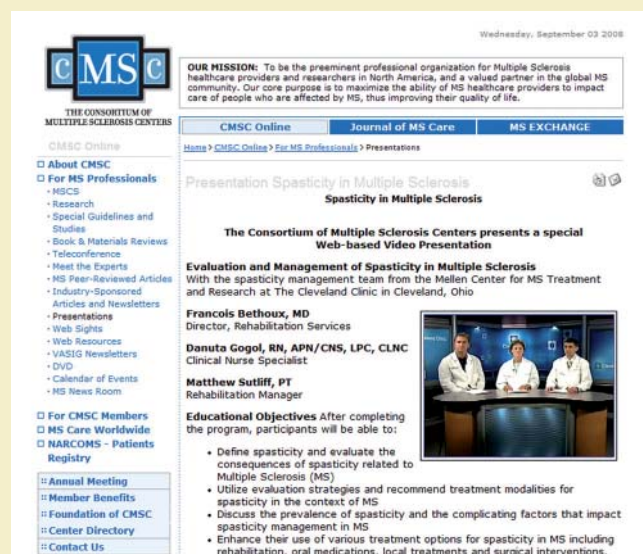 Wednesday, September 03 2008
CMSC
THE CONSORTIUM OF
MULTIPLE SCLEROSIS CENTERS
OUR MISSION: To be the preeminent professional organization for Multiple Sclerosis
healthcare providers and researchers in North America, and a valued partner in the global MS
community. Our core purpose is to maximize the ability of MS healthcare providers to impact
care of people who are affected by MS, thus improving their quality of life.
CMSC Online
Journal of MS Care
MS EXCHANGE
Home > CMSC Online > For MS Professionals > Presentations
CMSC Online
About CMSC
For MS Professionals
· MSCS
· Research
· Special Guidelines and
Studies
· Book & Materials Reviews
· Teleconference
· Meet the Experts
· MS Peer-Reviewed Articles
· Industry-Sponsored
Articles and Newsletters
· Presentations
· Web Sights
· Web Resources
· VASIG Newsletters
· DVD
· Calendar of Events
· MS News Room
For CMSC Members
MS Care Worldwide
NARCOMS - Patients
Registry
:: Annual Meeting
:: Member Benefits
:: Foundation of CMSC
:: Center Directory
:: Contact Us
Presentation Spasticity in Multiple Sclerosis
Spasticity in Multiple Sclerosis
The Consortium of Multiple Sclerosis Centers presents a special
Web-based Video Presentation
Evaluation and Management of Spasticity in Multiple Sclerosis
With the spasticity management team from the Mellen Center for MS Treatment
and Research at The Cleveland Clinic in Cleveland, Ohio
Francois Bethoux, MD
Director, Rehabilitation Services
Danuta Gogol, RN, APN/CNS, LPC, CLNC
Clinical Nurse Specialist
Matthew Sutliff, PT
Rehabilitation Manager
Educational Objectives After completing
the program, participants will be able to:
• Define spasticity and evaluate the
consequences of spasticity related to
Multiple Sclerosis (MS)
• Utilize evaluation strategies and recommend treatment modalities for
spasticity in the context of MS
• Discuss the prevalence of spasticity and the complicating factors that impact
spasticity management in MS
• Enhance their use of various treatment options for spasticity in MS including
rehabilitation, oral medications, local treatments and surgical interventions.